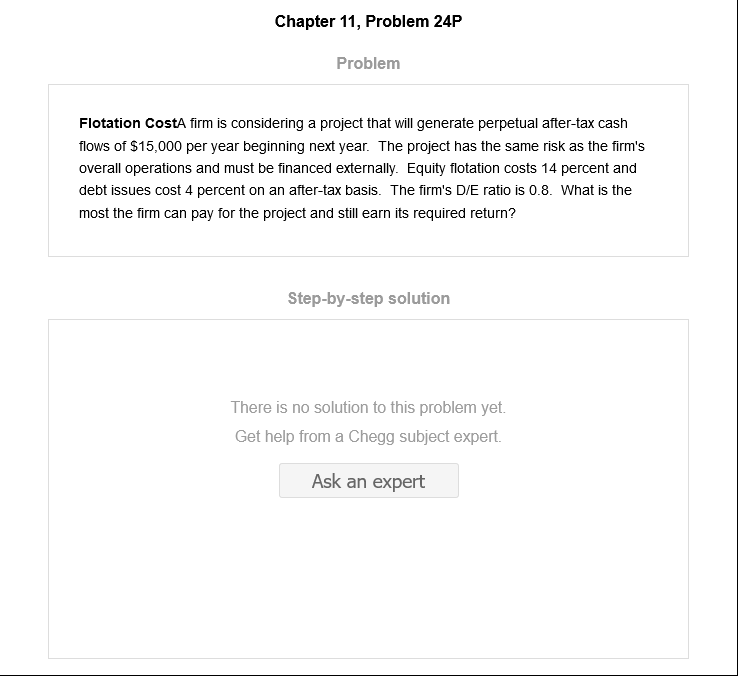 Chapter 11, Problem 24P
Problem
Flotation CostA firm is considering a project that will generate perpetual after-tax cash
flows of $15,000 per year beginning next year.  The project has the same risk as the firm's
overall operations and must be financed externally.  Equity flotation costs 14 percent and
debt issues cost 4 percent on an after-tax basis.  The firm's D/E ratio is 0.8.  What is the
most the firm can pay for the project and still earn its required return?
Step-by-step solution
There is no solution to this problem yet.
Get help from a Chegg subject expert.
Ask an expert